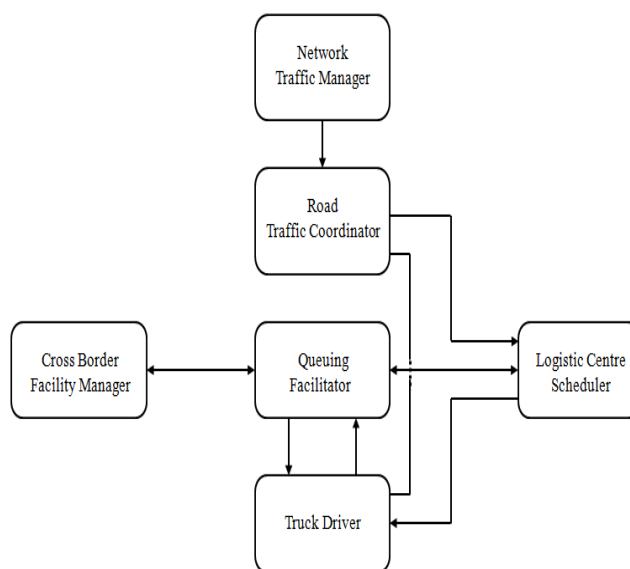 Network
Traffic Manager
Road
Traffic Coordinator
Cross Border
Facility Manager
Queuing
Facilitator
Logistic Centre
Scheduler
Truck Driver